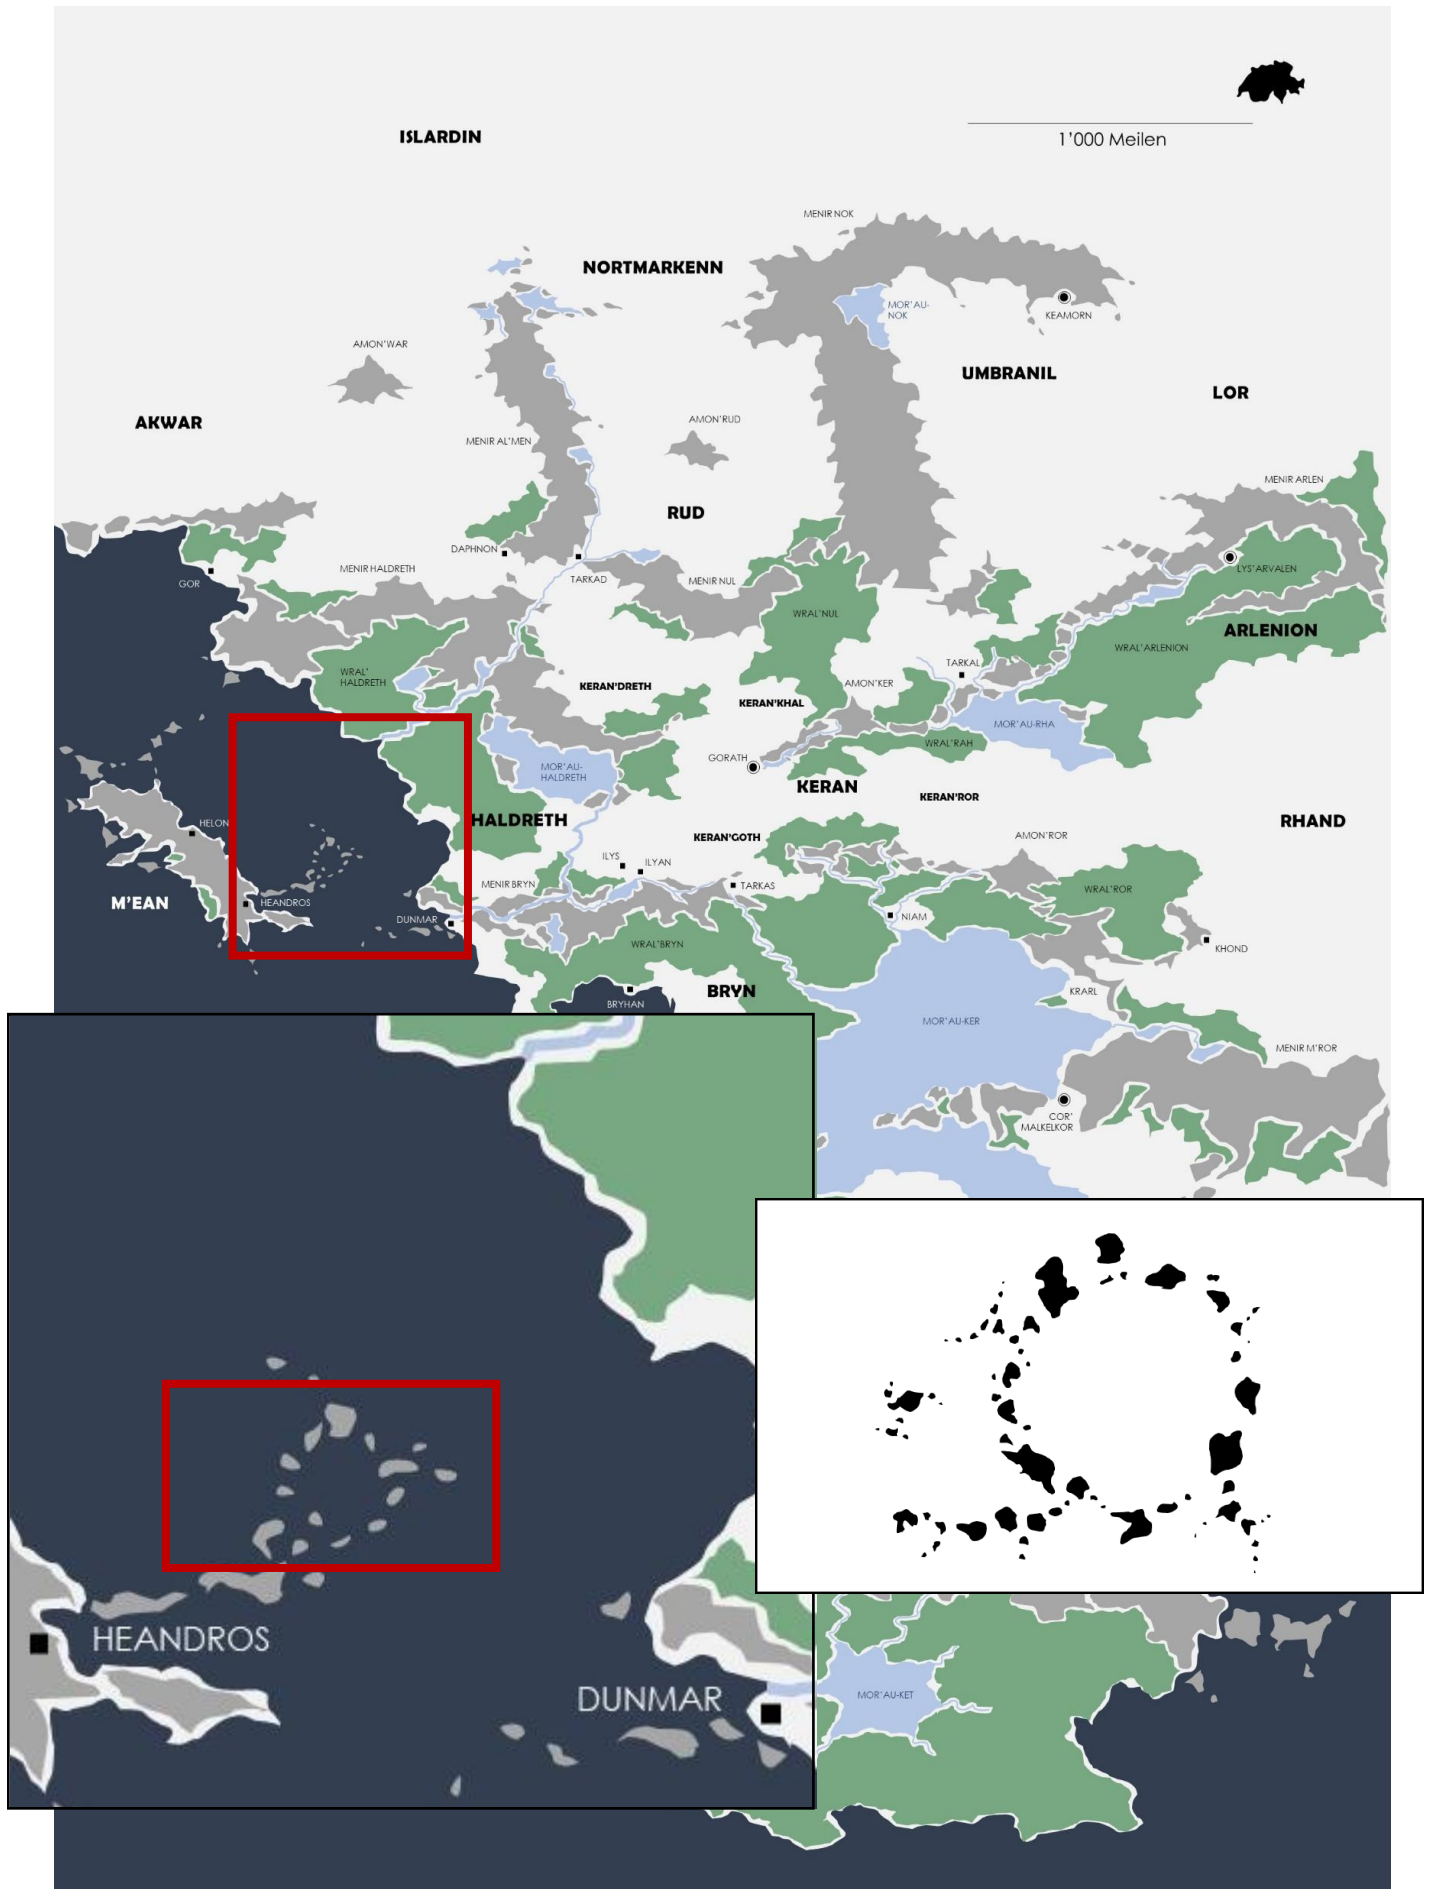 ISLARDIN
1'000 Meilen
MENIR NOK
NORTMARKENN
MOR'AU-
NOK
KEAMORN
AMON'WAR
UMBRANIL
LOR
AKWAR
AMON'RUD
MENIR AL'MEN
MENIR ARLEN
RUD
DAPHNON
TARKAD
MENIR HALDRETH
GOR
MENIR NUL
LYS'ARVALEN
WRAL'NUL
ARLENION
WRAL'ARLENION
WRAL'
HALDRETH
TARKAL
KERAN'DRETH
AMON'KER
KERAN'KHAL
MOR'AU-RHA
WRAL'RAH
GORATH
MOR'AU-
HALDRETH
KERAN
KERAN'ROR
HELON
HALDRETH
KERAN'GOTH
AMON'ROR
RHAND
ILYS
ILYAN
MENIR BRYN
TARKAS
WRAL'ROR
M'EAN
HEANDROS
DUNMAR
NIAM
WRAL'BRYN
KHOND
BRYN
BRYHAN
KRARL
MOR'AU-KER
MENIR M'ROR
COR'
MALKELKOR
HEANDROS
DUNMAR
MOR'AU-KET